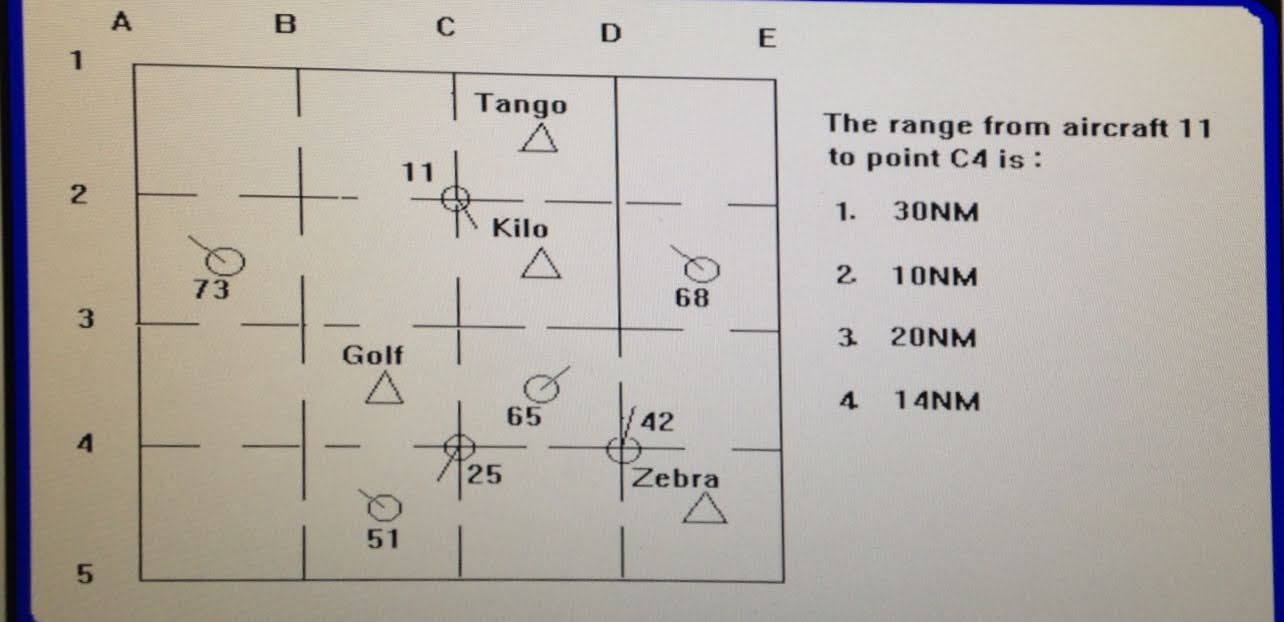 A B C D E
1
Tango
11
2
Kilo
73
68
3
Golf
65
42
4
25
Zebra
51
5
The range from aircraft 11
to point C4 is :
1. 30NM
2. 10NM
3. 20NM
4. 14NM